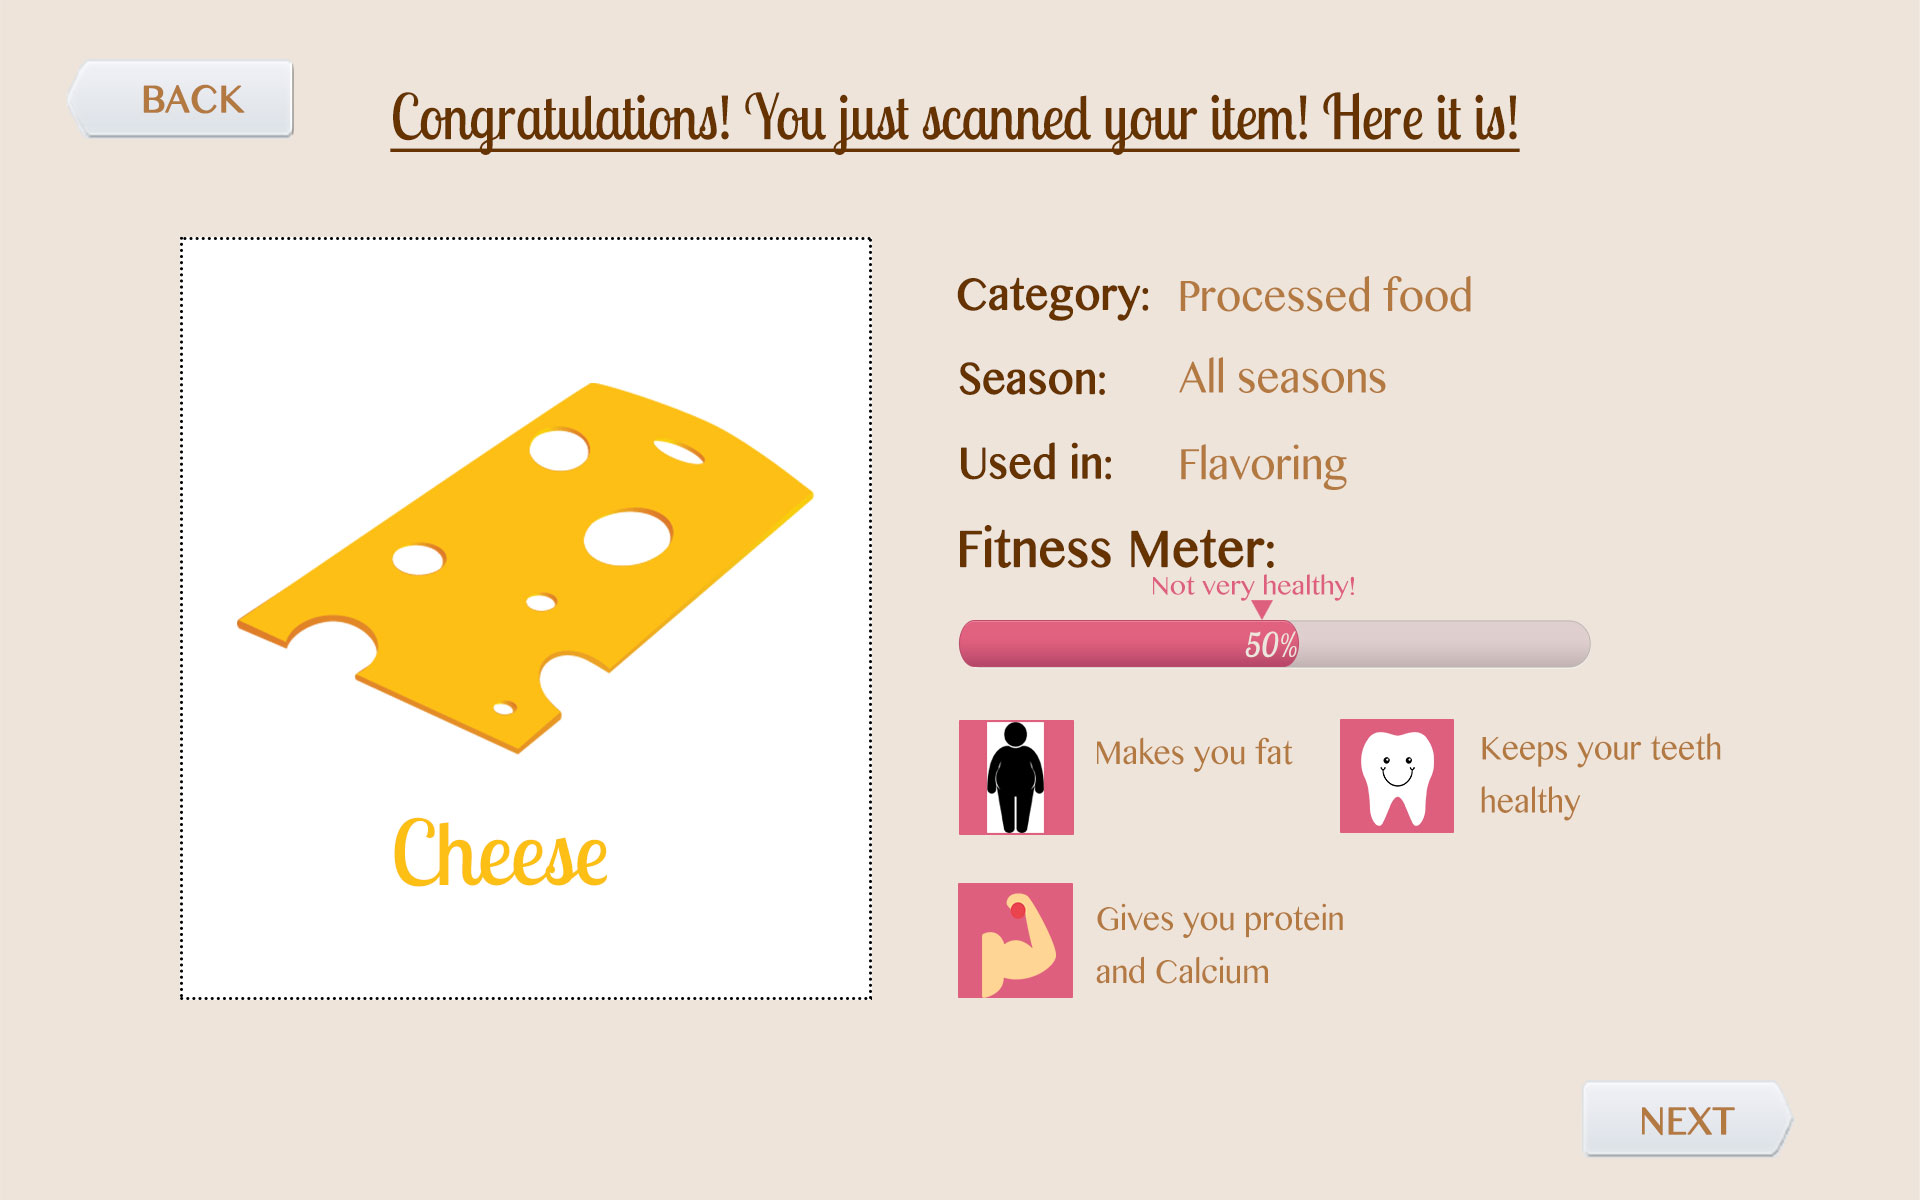 BACK
Congratulations! You just scanned your item! Here it is!
Cheese
Category: Processed food
Season: All seasons
Used in: Flavoring
Fitness Meter:
Not very healthy!
50%
Makes you fat
Keeps your teeth
healthy
Gives you protein
and Calcium
NEXT